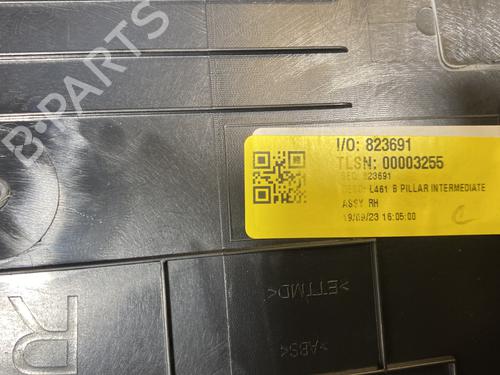 B-PARTS
I/O: 823691
TLSN: 00003255
SEQ: 823691
DESC: L461 B PILLAR INTERMEDIATE
ASSY RH
19/09/23 16:05:00
>ETTMD<
>ABS<
R